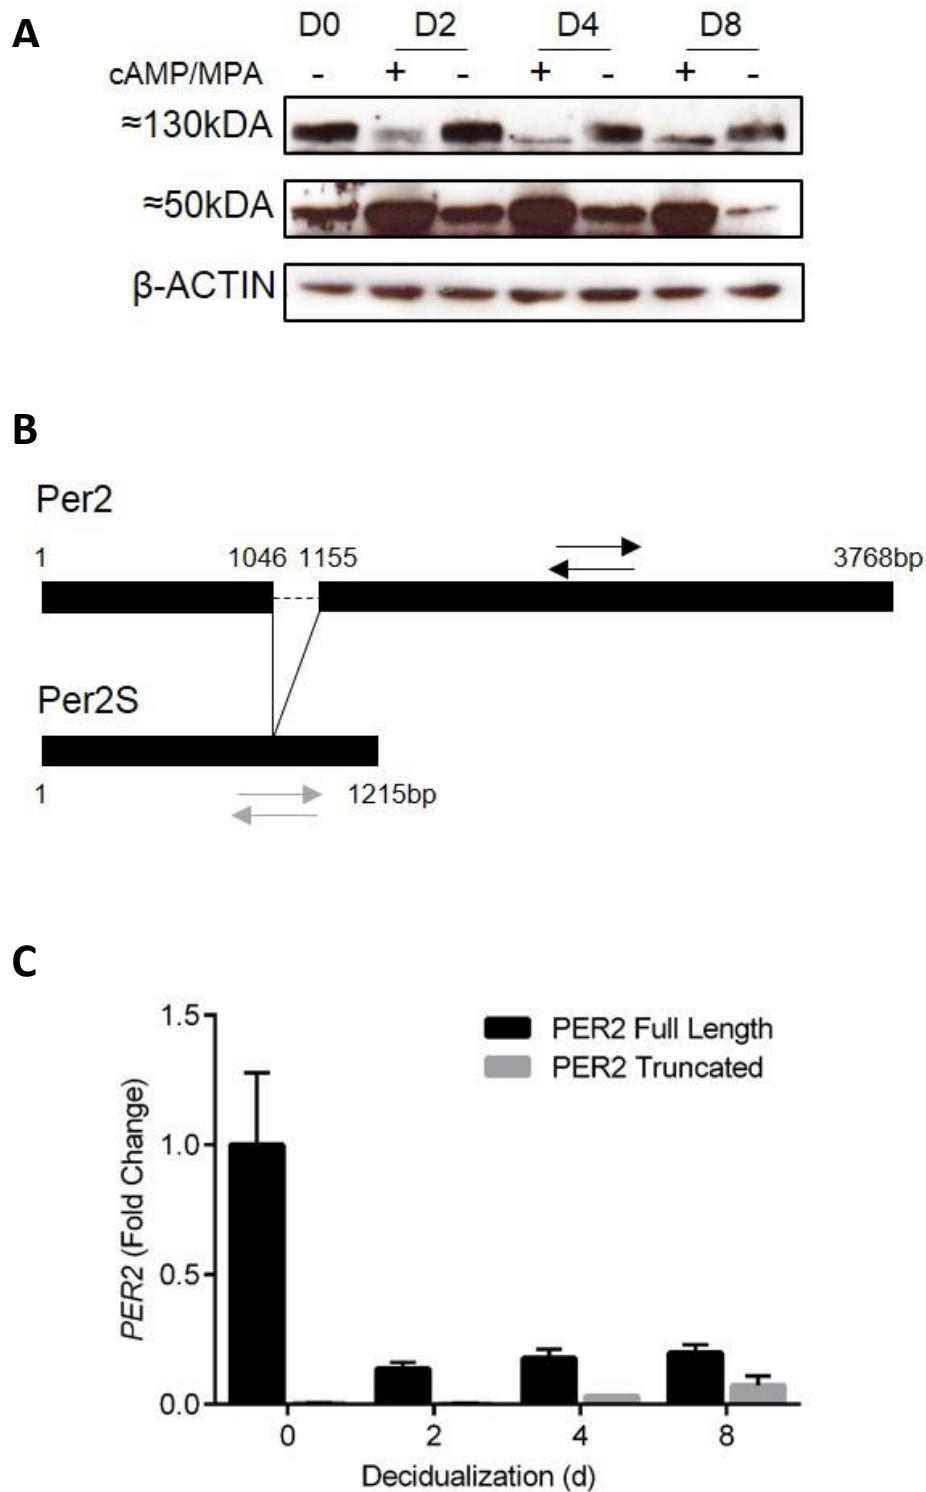 A
D0 D2 D4 D8
cAMP/MPA - + - + - + -
≈130kDA
≈50kDA
β-ACTIN
B
Per2
1 1046 1155 3768bp
Per2S
1 1215bp
C
PER2 (Fold Change)
1.5
1.0
0.5
0.0
PER2 Full Length
PER2 Truncated
0 2 4 8
Decidualization (d)